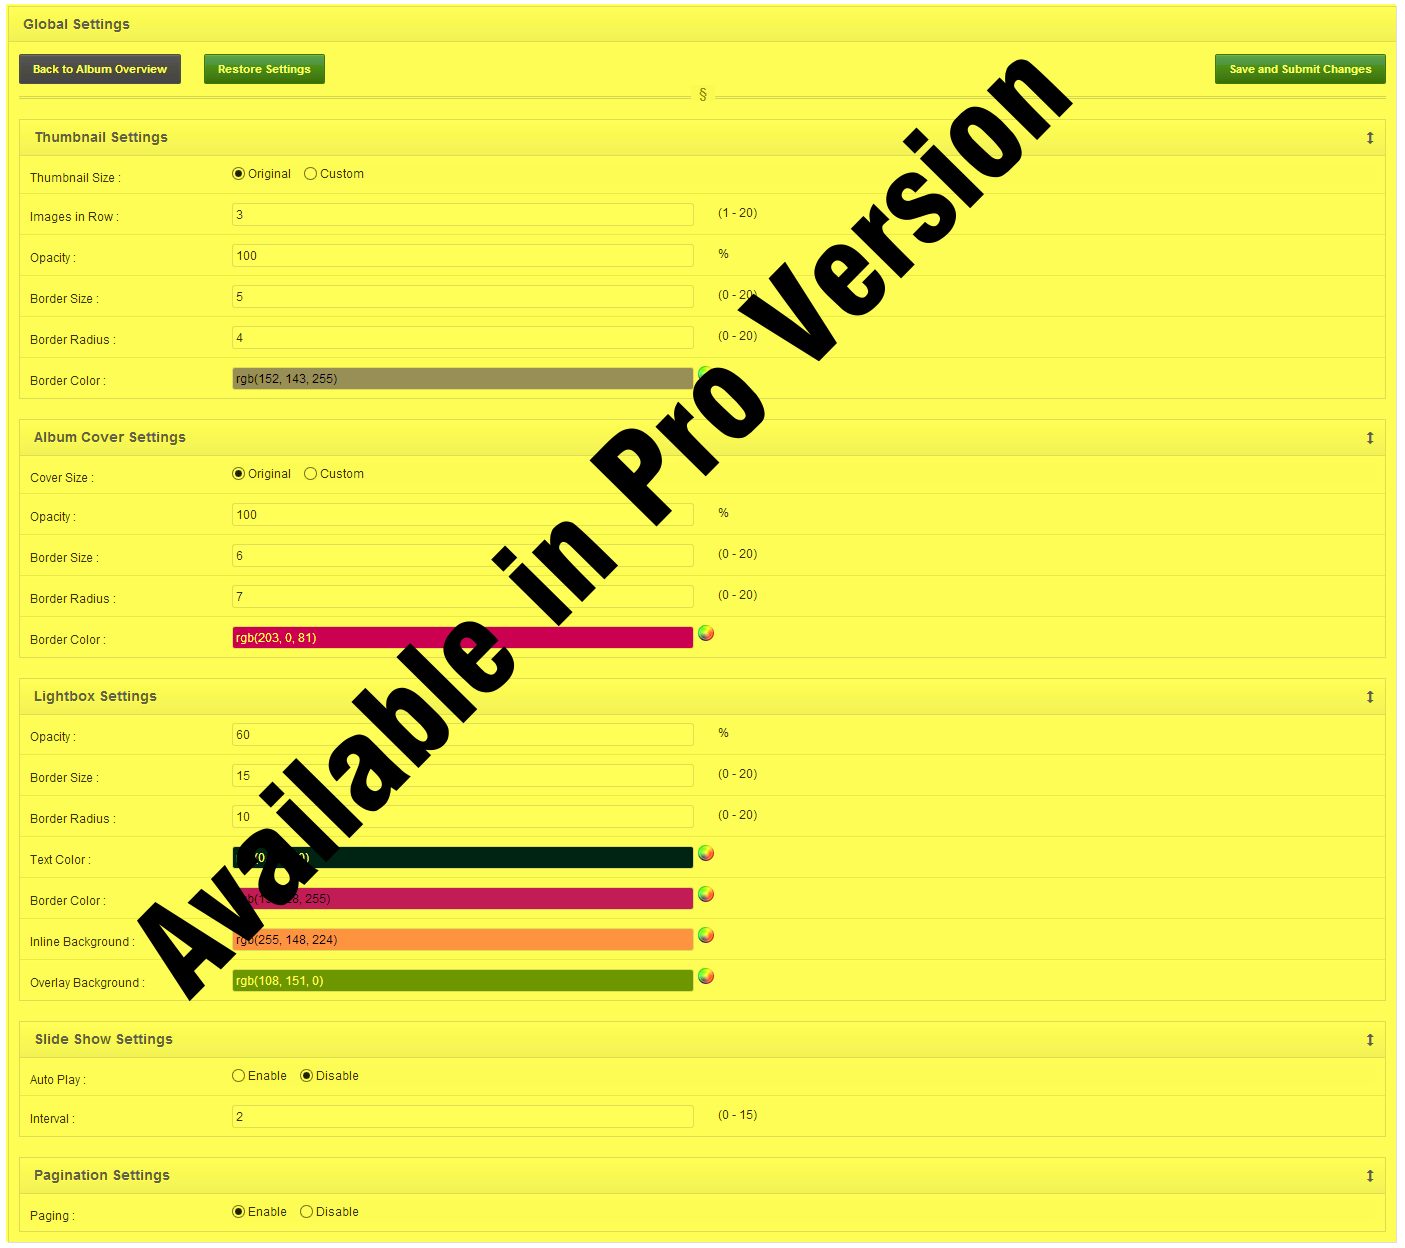 Global Settings
Back to Album Overview Restore Settings Save and Submit Changes
§
Thumbnail Settings
Thumbnail Size : Original Custom
Images in Row : 3 (1 - 20)
Opacity : 100 %
Border Size : 5 (0 - 20)
Border Radius : 4 (0 - 20)
Border Color : rgb(152, 143, 255)
Album Cover Settings
Cover Size : Original Custom
Opacity : 100 %
Border Size : 6 (0 - 20)
Border Radius : 7 (0 - 20)
Border Color : rgb(203, 0, 81)
Lightbox Settings
Opacity : 60 %
Border Size : 15 (0 - 20)
Border Radius : 10 (0 - 20)
Text Color :
Border Color : 255)
Inline Background : rgb(255, 148, 224)
Overlay Background : rgb(108, 151, 0)
Slide Show Settings
Auto Play : Enable Disable
Interval : 2 (0 - 15)
Pagination Settings
Paging : Enable Disable
Available in Pro Version